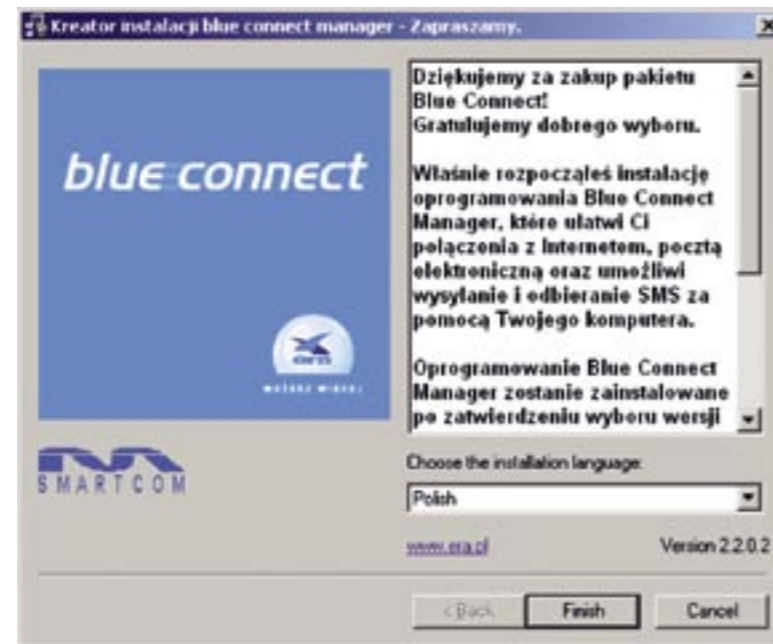 Kreator instalacji blue connect manager - Zapraszamy.
blue connect
era
SMARTCOM
Dziękujemy za zakup pakietu
Blue Connect!
Gratulujemy dobrego wyboru.
Właśnie rozpocząłeś instalację
oprogramowania Blue Connect
Manager, które ułatwi Ci
połączenia z Internetem, pocztą
elektroniczną oraz umożliwi
wysyłanie i odbieranie SMS za
pomocą Twojego komputera.
Oprogramowanie Blue Connect
Manager zostanie zainstalowane
po zatwierdzeniu wyboru wersji
Choose the installation language:
Polish
www.era.pl
Version 2.2.0.2
< Back
Finish
Cancel